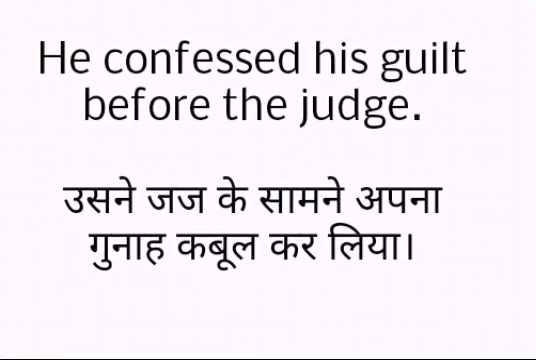 He confessed his guilt
before the judge.
उसने जज के सामने अपना
गुनाह कबूल कर लिया।